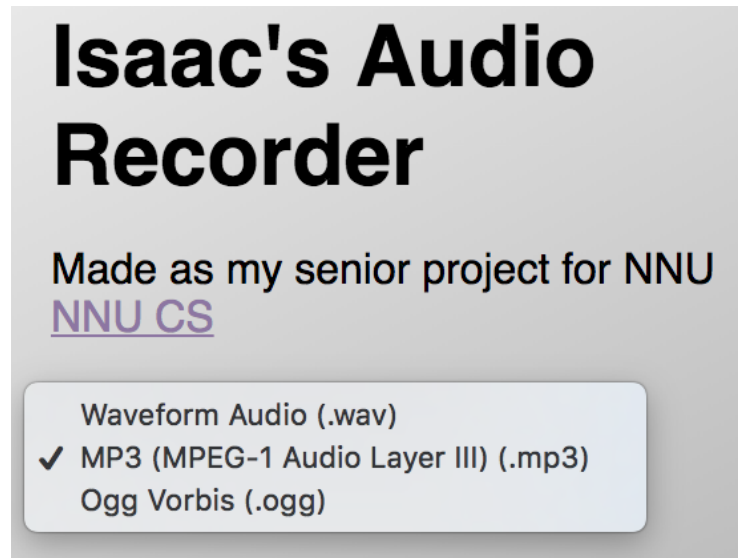 Isaac's Audio
Recorder
Made as my senior project for NNU
NNU CS
Waveform Audio (.wav)
✓ MP3 (MPEG-1 Audio Layer III) (.mp3)
Ogg Vorbis (.ogg)